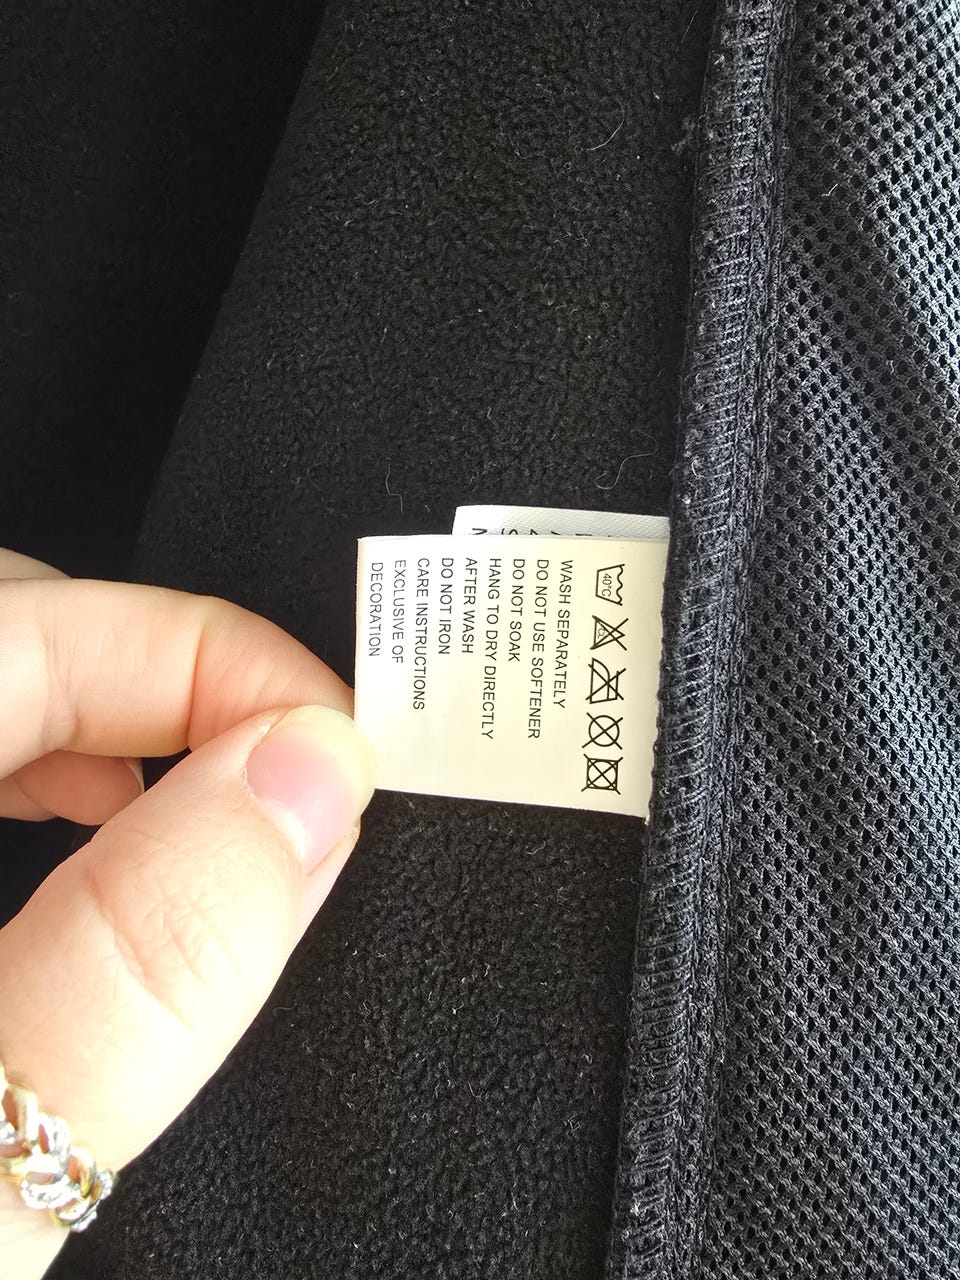 40°C
WASH SEPARATELY
DO NOT USE SOFTENER
DO NOT SOAK
HANG TO DRY DIRECTLY
AFTER WASH
DO NOT IRON
CARE INSTRUCTIONS
EXCLUSIVE OF
DECORATION